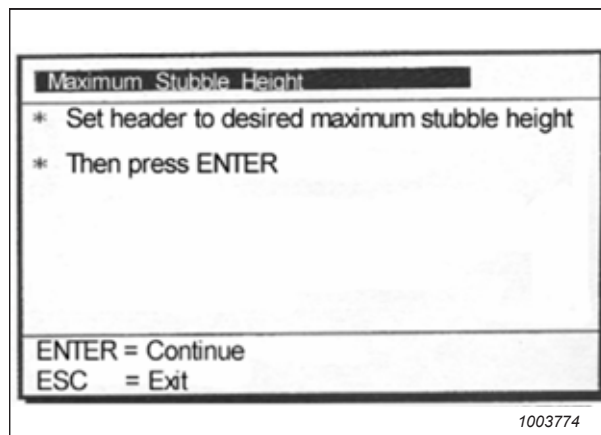 Maximum Stubble Height
* Set header to desired maximum stubble height
* Then press ENTER
ENTER = Continue
ESC = Exit
1003774